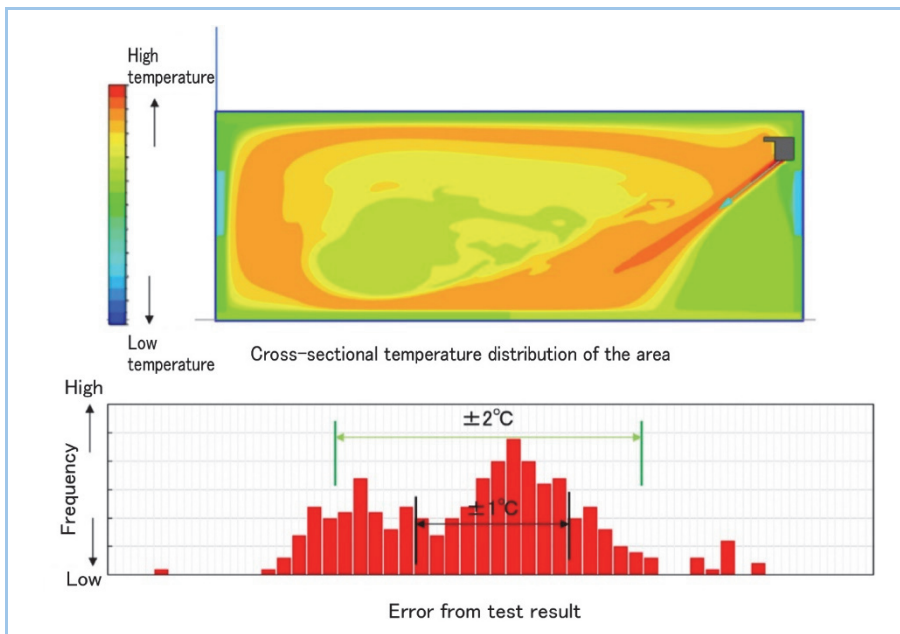 High
temperature
Low
temperature
Cross-sectional temperature distribution of the area
High
±2℃
Frequency
±1℃
Low
Error from test result